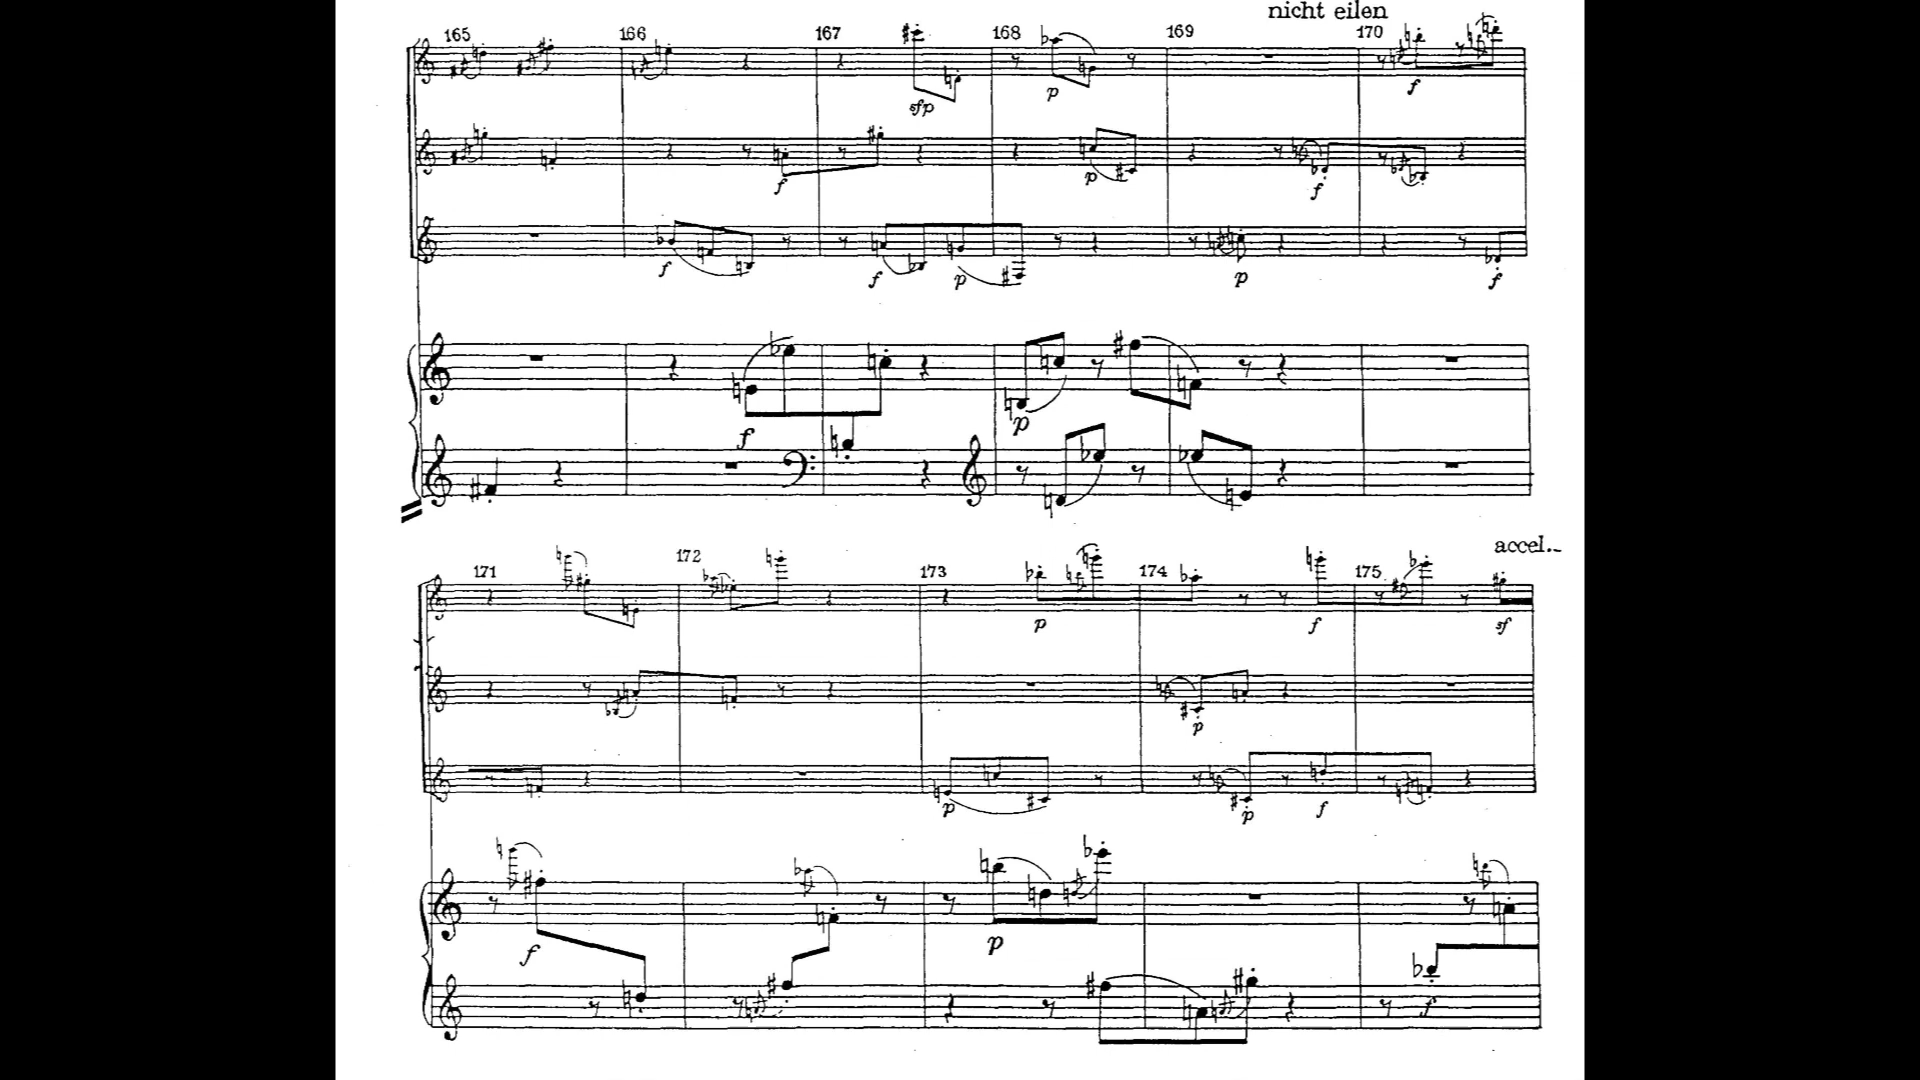 nicht eilen
165 166 167 168 169 170
sfp p f
f p f
f f p p f
f p
accel..
171 172 173 174 175
p f sf
p
p p f
f p
f